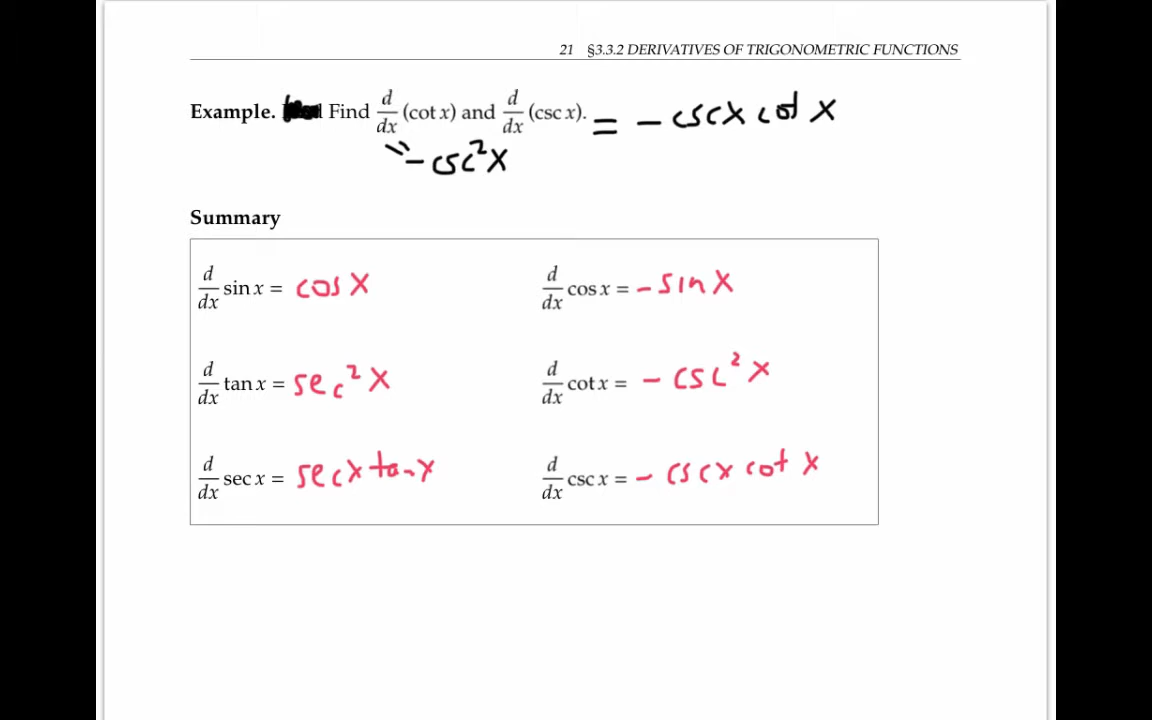 21 §3.3.2 DERIVATIVES OF TRIGONOMETRIC FUNCTIONS
Example. Find d/dx (cot x) and d/dx (csc x). = - csc x cot x
= - csc²x
Summary
d/dx sin x = cos x
d/dx cos x = - sin x
d/dx tan x = sec² x
d/dx cot x = - csc² x
d/dx sec x = sec x tan x
d/dx csc x = - csc x cot x